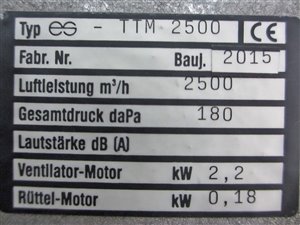 Typ es - TTM 2500 CE
Fabr. Nr. Bauj. 2015
Luftleistung m³/h 2500
Gesamtdruck daPa 180
Lautstärke dB (A)
Ventilator-Motor kW 2,2
Rüttel-Motor kW 0,18